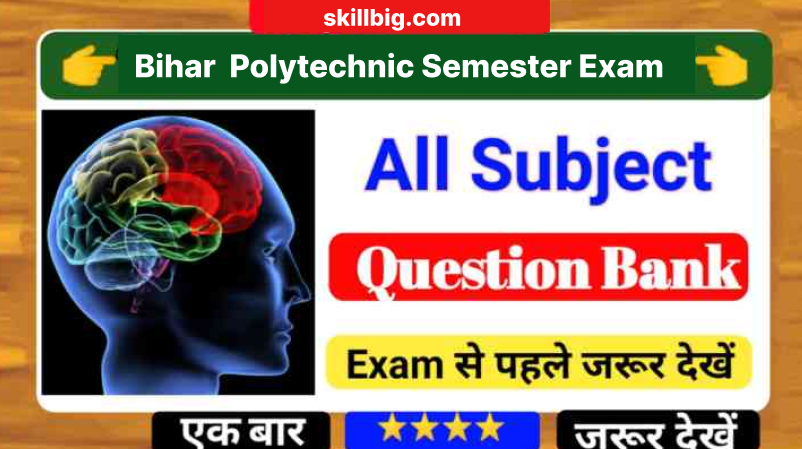 skillbig.com
Bihar Polytechnic Semester Exam
All Subject
Question Bank
Exam से पहले जरूर देखें
एक बार
जरूर देखें